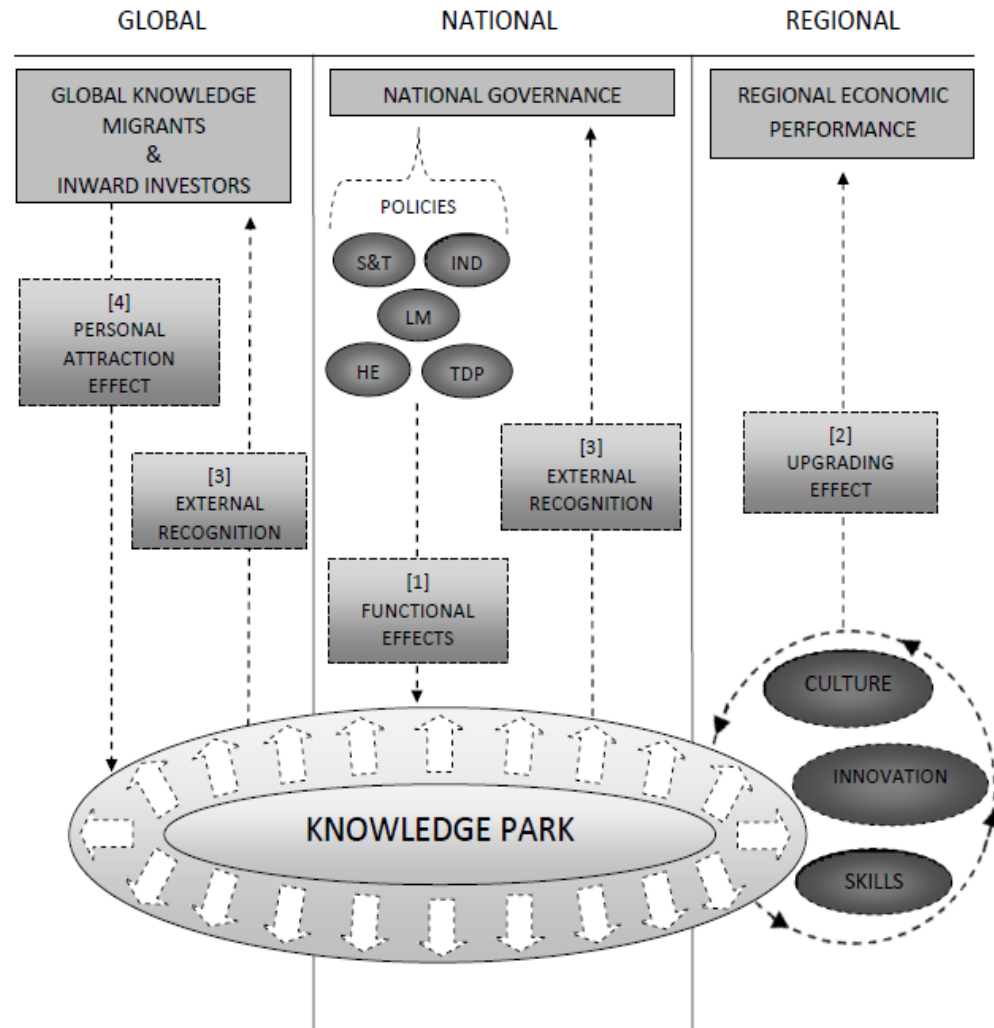 GLOBAL
NATIONAL
REGIONAL
GLOBAL KNOWLEDGE
MIGRANTS
&
INWARD INVESTORS
NATIONAL GOVERNANCE
REGIONAL ECONOMIC
PERFORMANCE
POLICIES
S&T
IND
LM
HE
TDP
[4]
PERSONAL
ATTRACTION
EFFECT
[3]
EXTERNAL
RECOGNITION
[3]
EXTERNAL
RECOGNITION
[2]
UPGRADING
EFFECT
[1]
FUNCTIONAL
EFFECTS
CULTURE
INNOVATION
SKILLS
KNOWLEDGE PARK